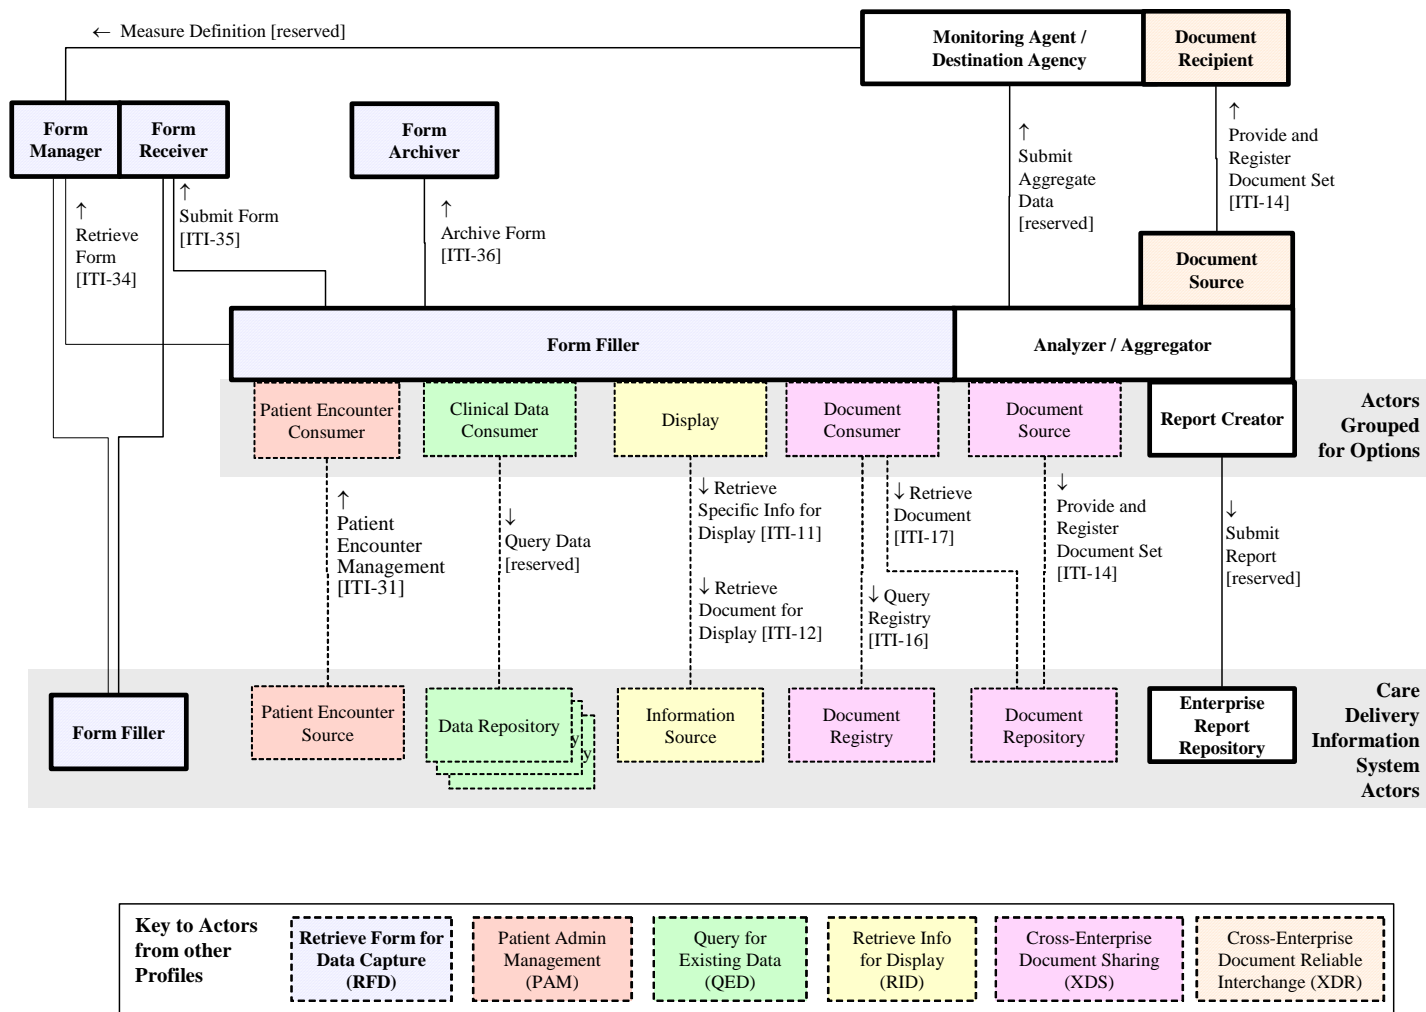 ← Measure Definition [reserved]
Monitoring Agent /
Destination Agency
Document
Recipient
Form
Manager
Form
Receiver
Form
Archiver
↑
Retrieve
Form
[ITI-34]
↑
Submit Form
[ITI-35]
↑
Archive Form
[ITI-36]
↑
Submit
Aggregate
Data
[reserved]
↑
Provide and
Register
Document Set
[ITI-14]
Document
Source
Form Filler
Analyzer / Aggregator
Patient Encounter
Consumer
Clinical Data
Consumer
Display
Document
Consumer
Document
Source
Report Creator
Actors
Grouped
for Options
↑
Patient
Encounter
Management
[ITI-31]
↓
Query Data
[reserved]
↓ Retrieve
Specific Info for
Display [ITI-11]
↓ Retrieve
Document for
Display [ITI-12]
↓ Retrieve
Document
[ITI-17]
↓ Query
Registry
[ITI-16]
↓
Provide and
Register
Document Set
[ITI-14]
↓
Submit
Report
[reserved]
Form Filler
Patient Encounter
Source
Data Repository
y
y
Information
Source
Document
Registry
Document
Repository
Enterprise
Report
Repository
Care
Delivery
Information
System
Actors
Key to Actors
from other
Profiles
Retrieve Form for
Data Capture
(RFD)
Patient Admin
Management
(PAM)
Query for
Existing Data
(QED)
Retrieve Info
for Display
(RID)
Cross-Enterprise
Document Sharing
(XDS)
Cross-Enterprise
Document Reliable
Interchange (XDR)